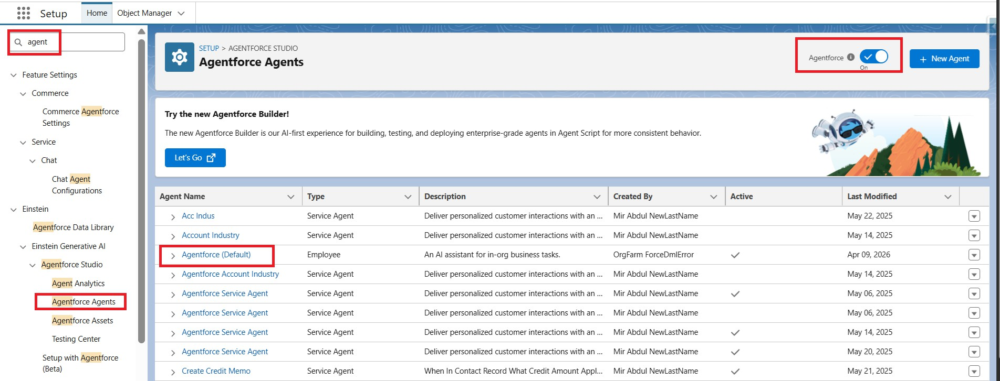 Setup
Home
Object Manager
agent
Feature Settings
Commerce
Commerce Agentforce
Settings
Service
Chat
Chat Agent
Configurations
Einstein
Agentforce Data Library
Einstein Generative AI
Agentforce Studio
Agent Analytics
Agentforce Agents
Agentforce Assets
Testing Center
Setup with Agentforce
(Beta)
SETUP > AGENTFORCE STUDIO
Agentforce Agents
Agentforce
On
+ New Agent
Try the new Agentforce Builder!
The new Agentforce Builder is our AI-first experience for building, testing, and deploying enterprise-grade agents in Agent Script for more consistent behavior.
Let's Go
Agent Name Type Description Created By Active Last Modified
Acc Indus Service Agent Deliver personalized customer interactions with an ... Mir Abdul NewLastName May 22, 2025
Account Industry Service Agent Deliver personalized customer interactions with an ... Mir Abdul NewLastName May 14, 2025
Agentforce (Default) Employee An AI assistant for in-org business tasks. OrgFarm ForceDmlError Apr 09, 2026
Agentforce Account Industry Service Agent Deliver personalized customer interactions with an ... Mir Abdul NewLastName May 14, 2025
Agentforce Service Agent Service Agent Deliver personalized customer interactions with an ... Mir Abdul NewLastName May 06, 2025
Agentforce Service Agent Service Agent Deliver personalized customer interactions with an ... Mir Abdul NewLastName May 06, 2025
Agentforce Service Agent Service Agent Deliver personalized customer interactions with an ... Mir Abdul NewLastName May 14, 2025
Agentforce Service Agent Service Agent Deliver personalized customer interactions with an ... Mir Abdul NewLastName May 20, 2025
Create Credit Memo Service Agent When In Contact Record What Credit Amount Appl... Mir Abdul NewLastName May 21, 2025